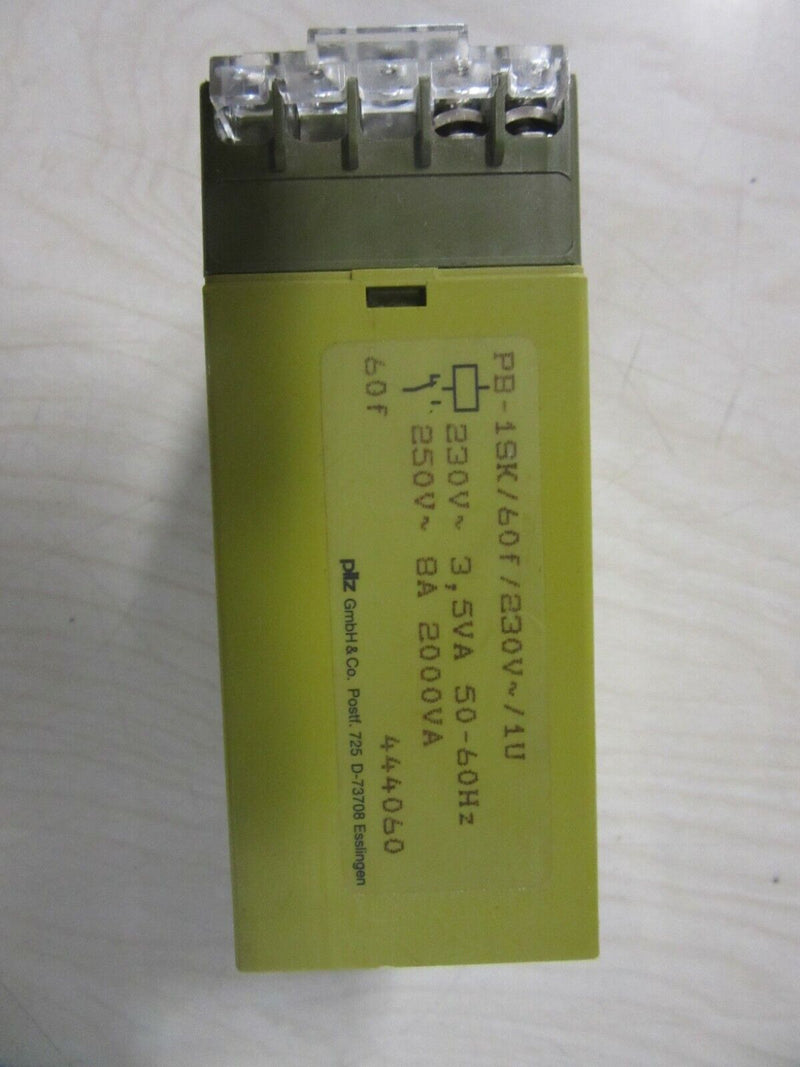 PB-1SK/60f/230V~/1U
230V~ 3,5VA 50-60Hz
250V~ 8A 2000VA
60f 444060
pilz GmbH & Co. Postf. 725 D-73708 Esslingen